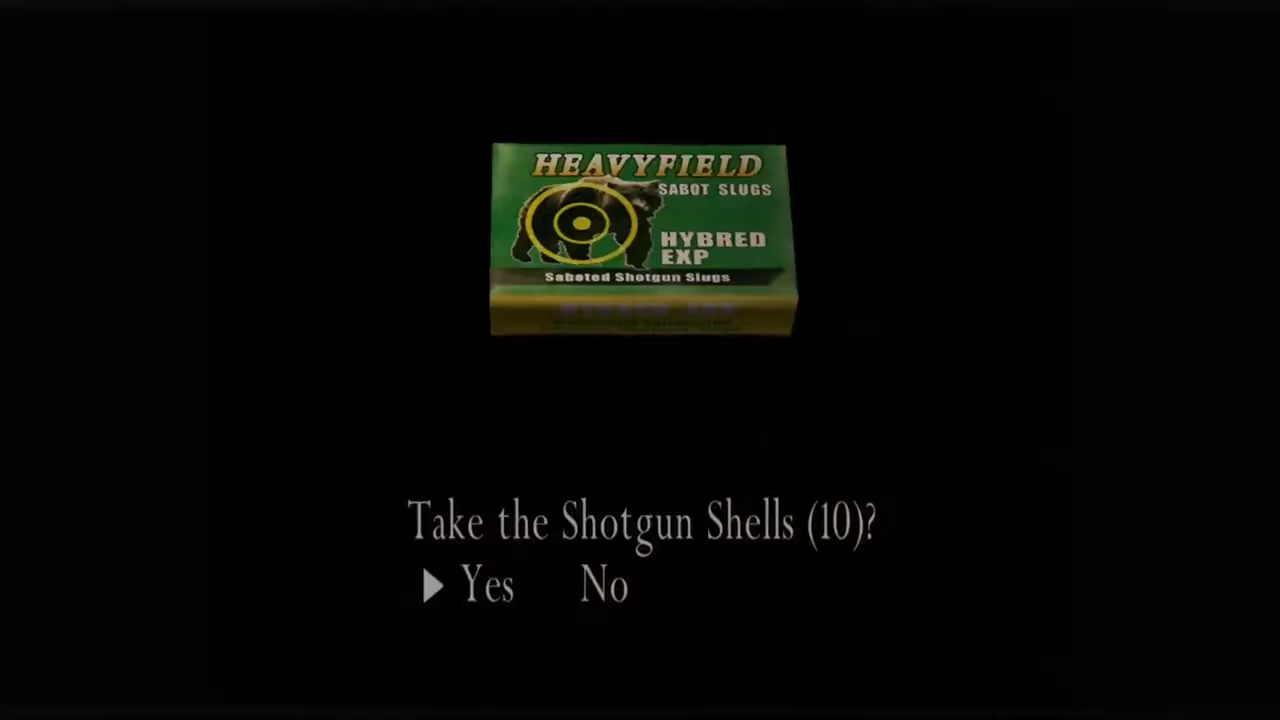 HEAVYFIELD
SABOT SLUGS
HYBRED
EXP
Saboted Shotgun Slugs
Take the Shotgun Shells (10)?
Yes No